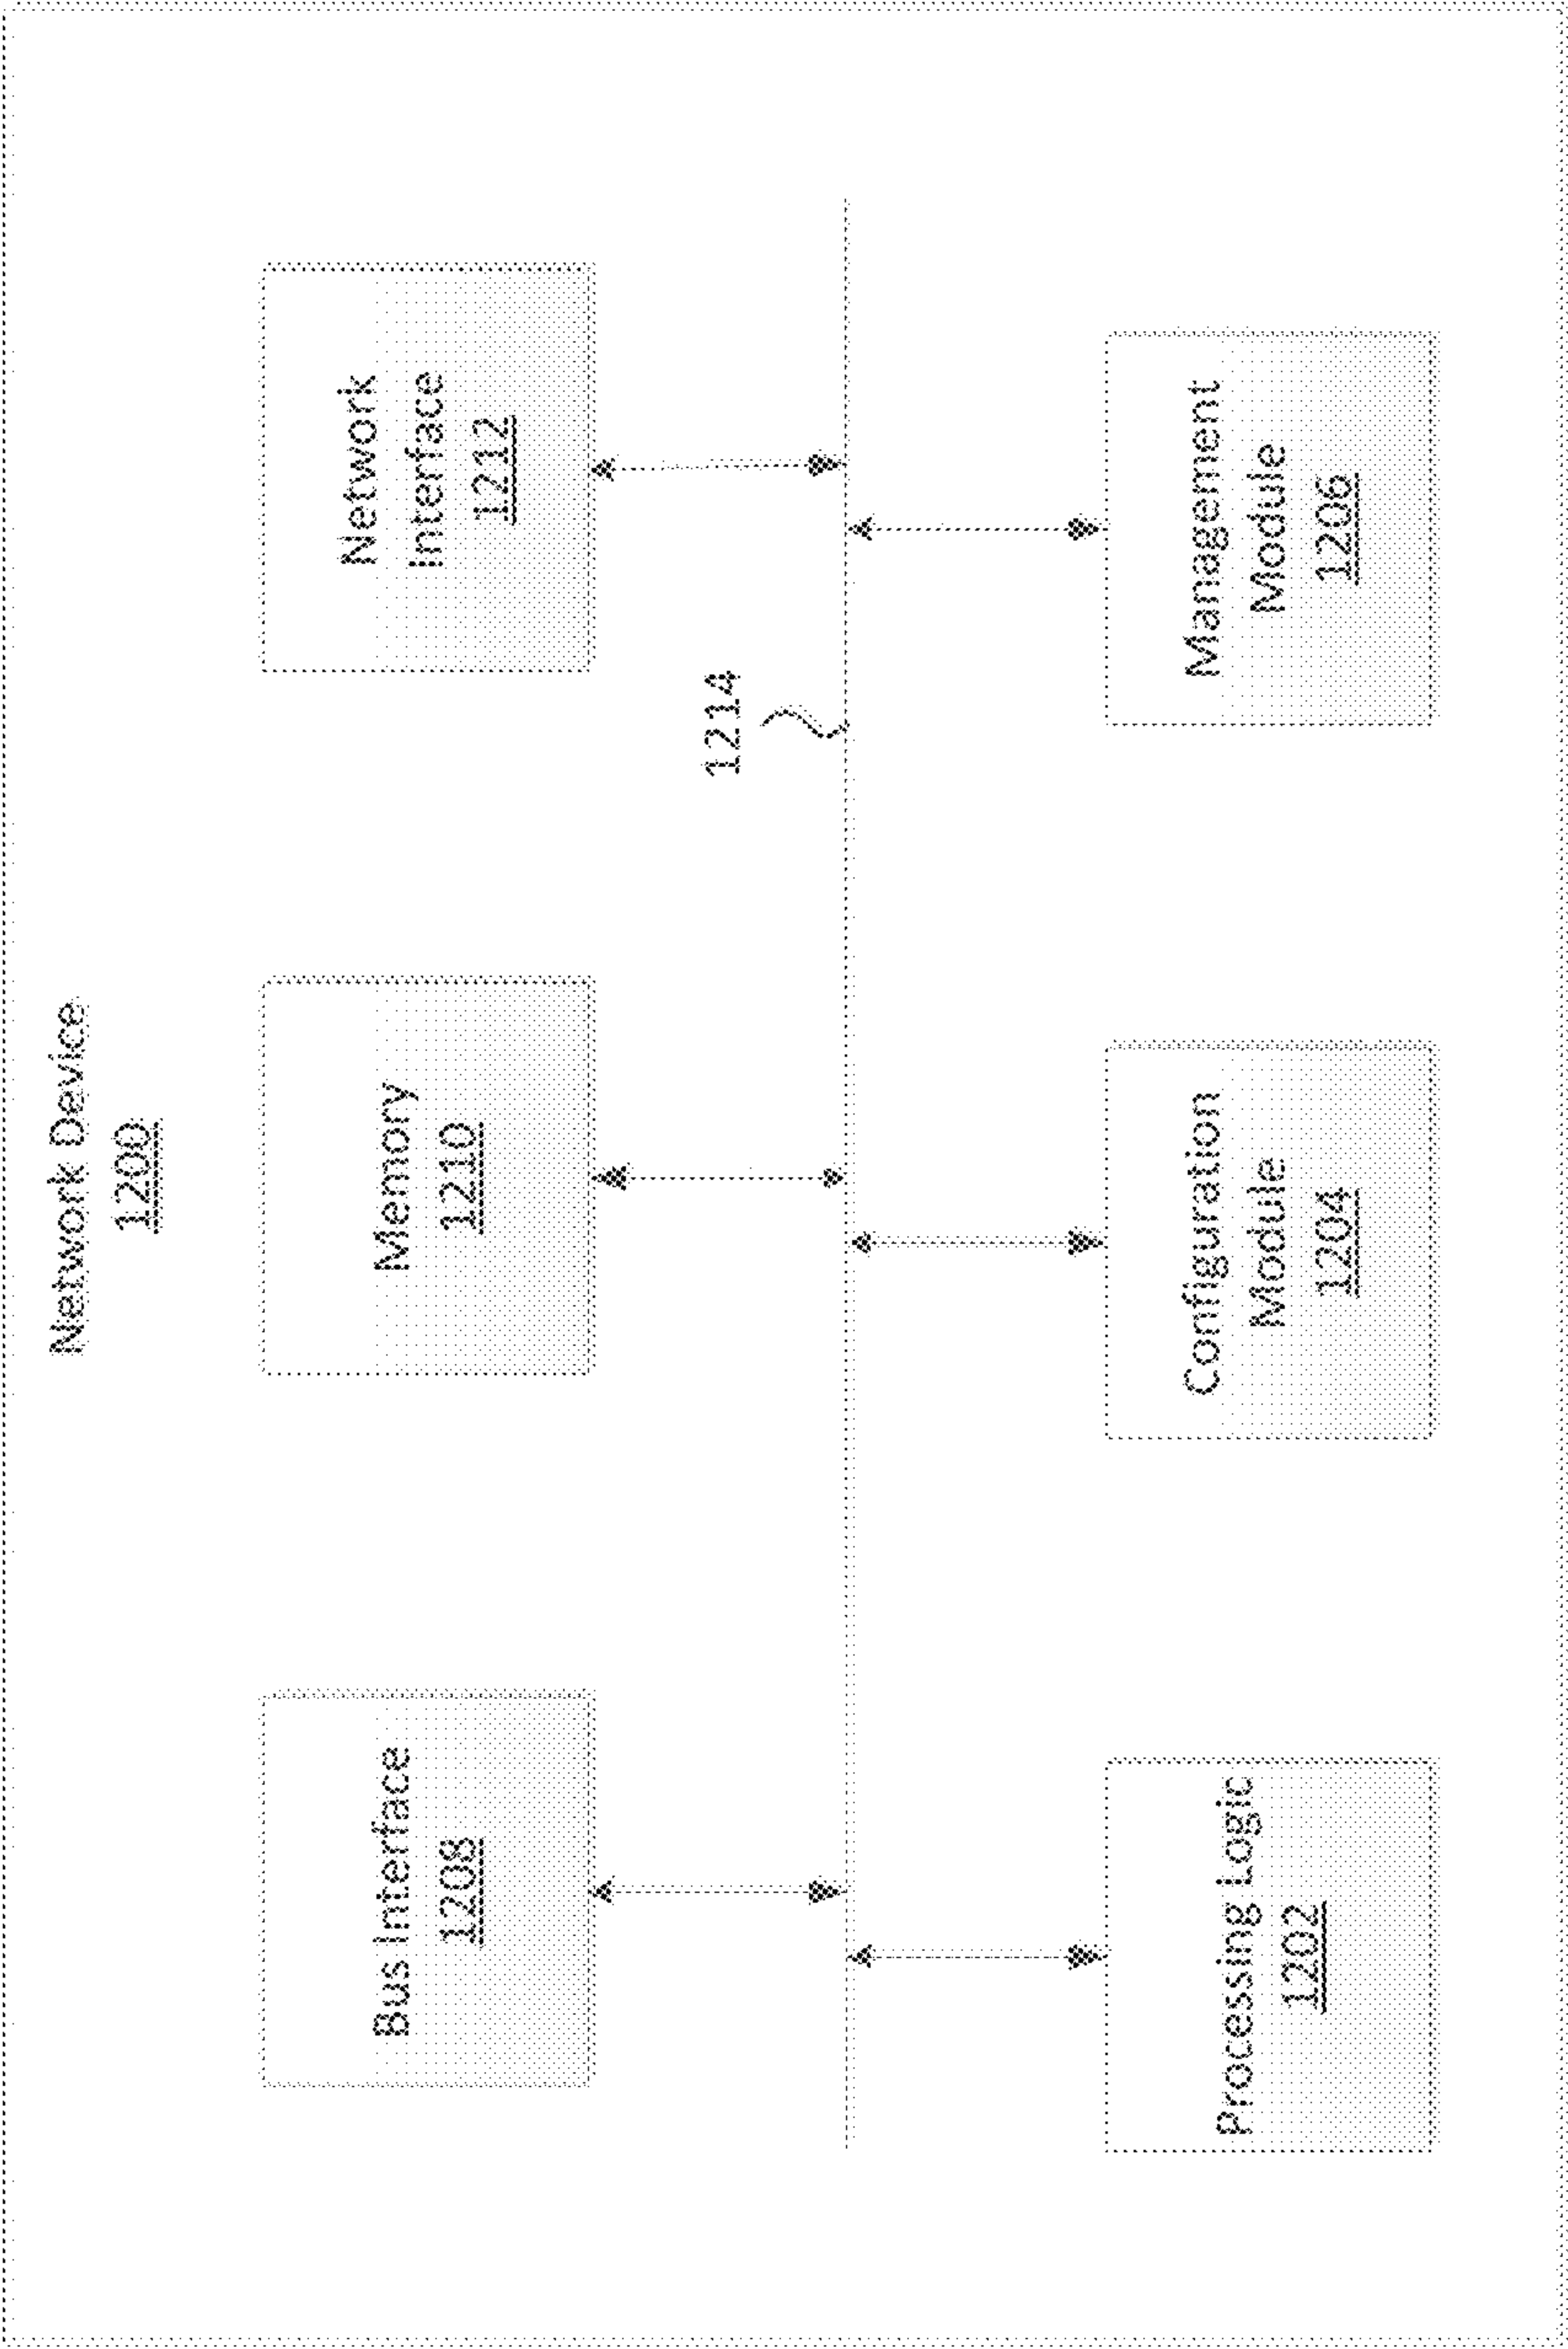 Network Device
1200
Bus Interface
1208
Memory
1210
Network
Interface
1212
1214
Processing Logic
1202
Configuration
Module
1204
Management
Module
1206